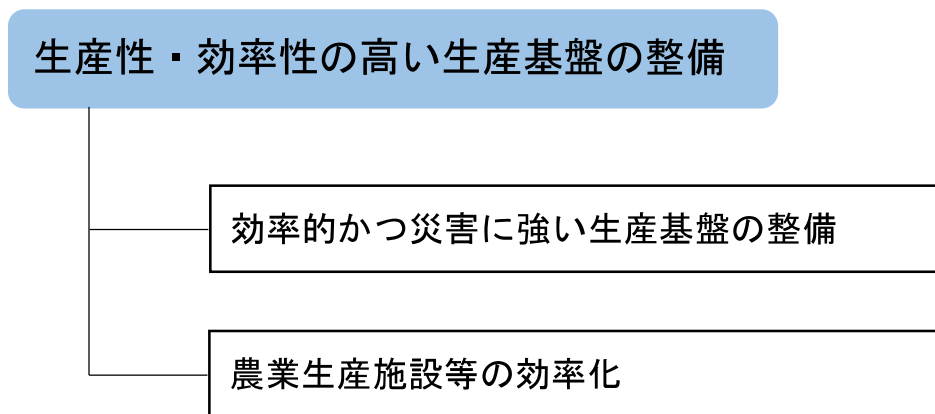 生産性・効率性の高い生産基盤の整備
効率的かつ災害に強い生産基盤の整備
農業生産施設等の効率化